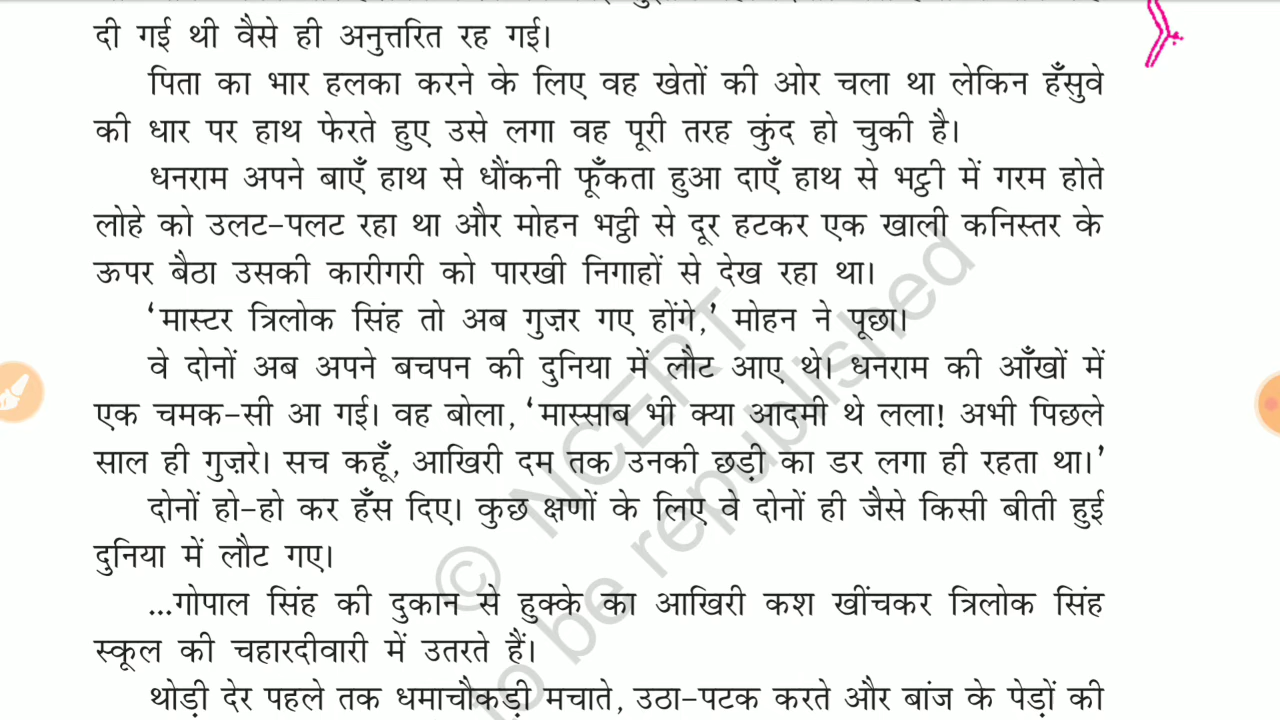 दी गई थी वैसे ही अनुत्तरित रह गई।
पिता का भार हलका करने के लिए वह खेतों की ओर चला था लेकिन हँसुवे
की धार पर हाथ फेरते हुए उसे लगा वह पूरी तरह कुंद हो चुकी है।
धनराम अपने बाएँ हाथ से धौंकनी फूँकता हुआ दाएँ हाथ से भट्ठी में गरम होते
लोहे को उलट-पलट रहा था और मोहन भट्ठी से दूर हटकर एक खाली कनिस्तर के
ऊपर बैठा उसकी कारीगरी को पारखी निगाहों से देख रहा था।
‘मास्टर त्रिलोक सिंह तो अब गुज़र गए होंगे,’ मोहन ने पूछा।
वे दोनों अब अपने बचपन की दुनिया में लौट आए थे। धनराम की आँखों में
एक चमक-सी आ गई। वह बोला, ‘मास्साब भी क्या आदमी थे लला! अभी पिछले
साल ही गुज़रे। सच कहूँ, आखिरी दम तक उनकी छड़ी का डर लगा ही रहता था।’
दोनों हो-हो कर हँस दिए। कुछ क्षणों के लिए वे दोनों ही जैसे किसी बीती हुई
दुनिया में लौट गए।
...गोपाल सिंह की दुकान से हुक्के का आखिरी कश खींचकर त्रिलोक सिंह
स्कूल की चहारदीवारी में उतरते हैं।
थोड़ी देर पहले तक धमाचौकड़ी मचाते, उठा-पटक करते और बांज के पेड़ों की
© NCERT
to be republished